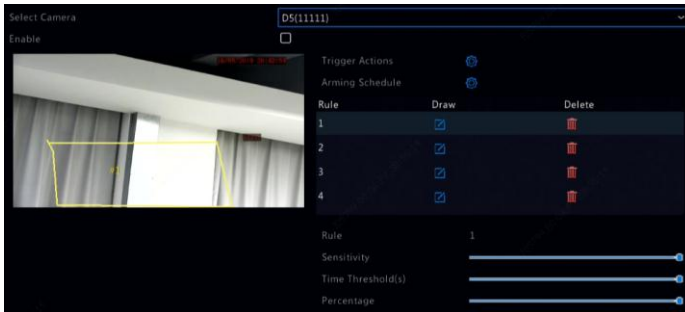 Select Camera D5(11111)
Enable
Trigger Actions
Arming Schedule
Rule Draw Delete
1
2
3
4
Rule 1
Sensitivity
Time Threshold(s)
Percentage